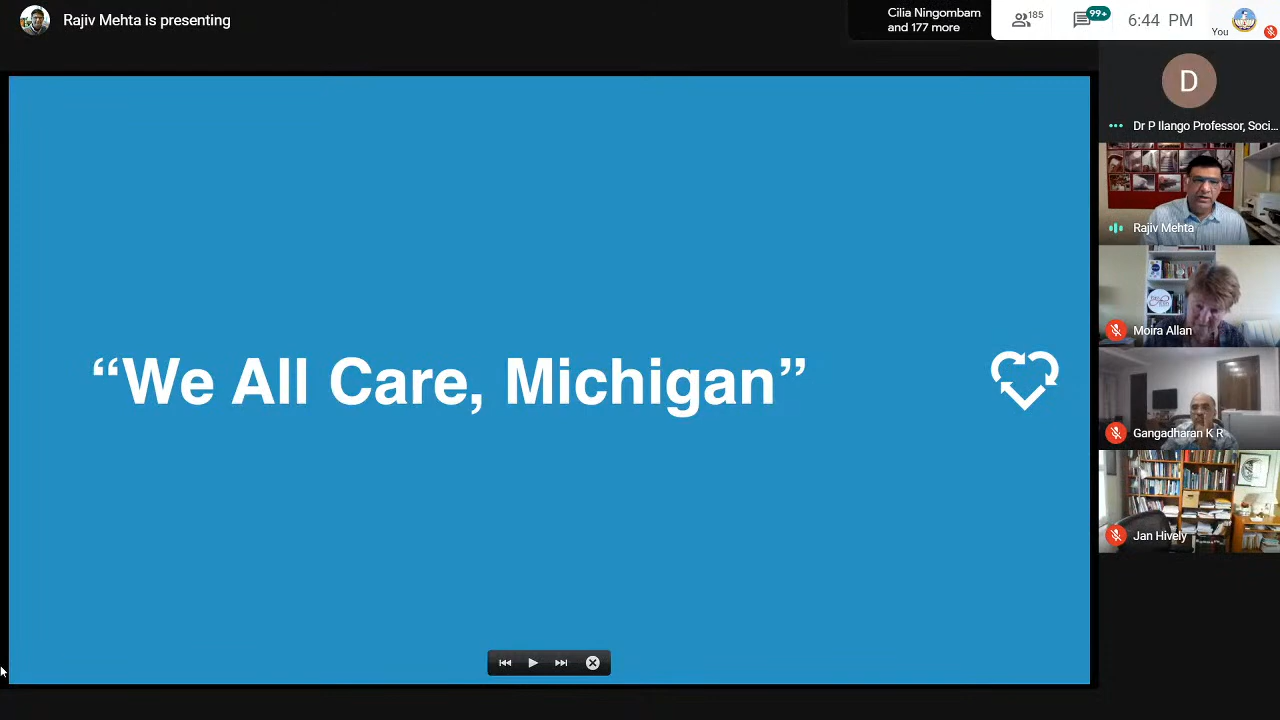 Rajiv Mehta is presenting
Cilia Ningombam
and 177 more
185
99+
6:44 PM
You
D
Dr P Ilango Professor, Soci...
Rajiv Mehta
Moira Allan
Gangadharan K R
Jan Hively
“We All Care, Michigan”